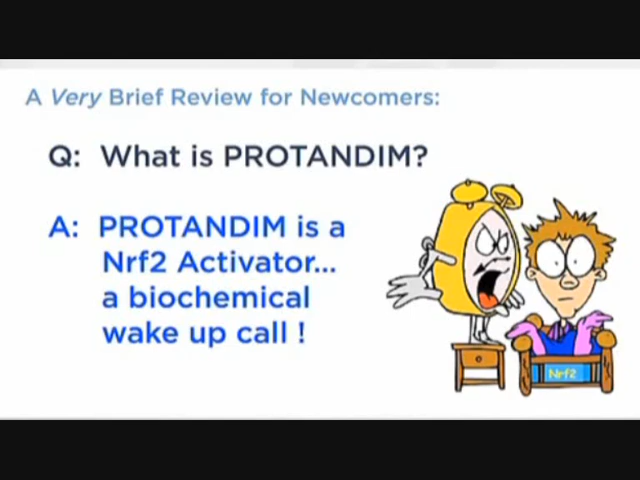 A Very Brief Review for Newcomers:
Q: What is PROTANDIM?
A: PROTANDIM is a
Nrf2 Activator...
a biochemical
wake up call !
Nrf2